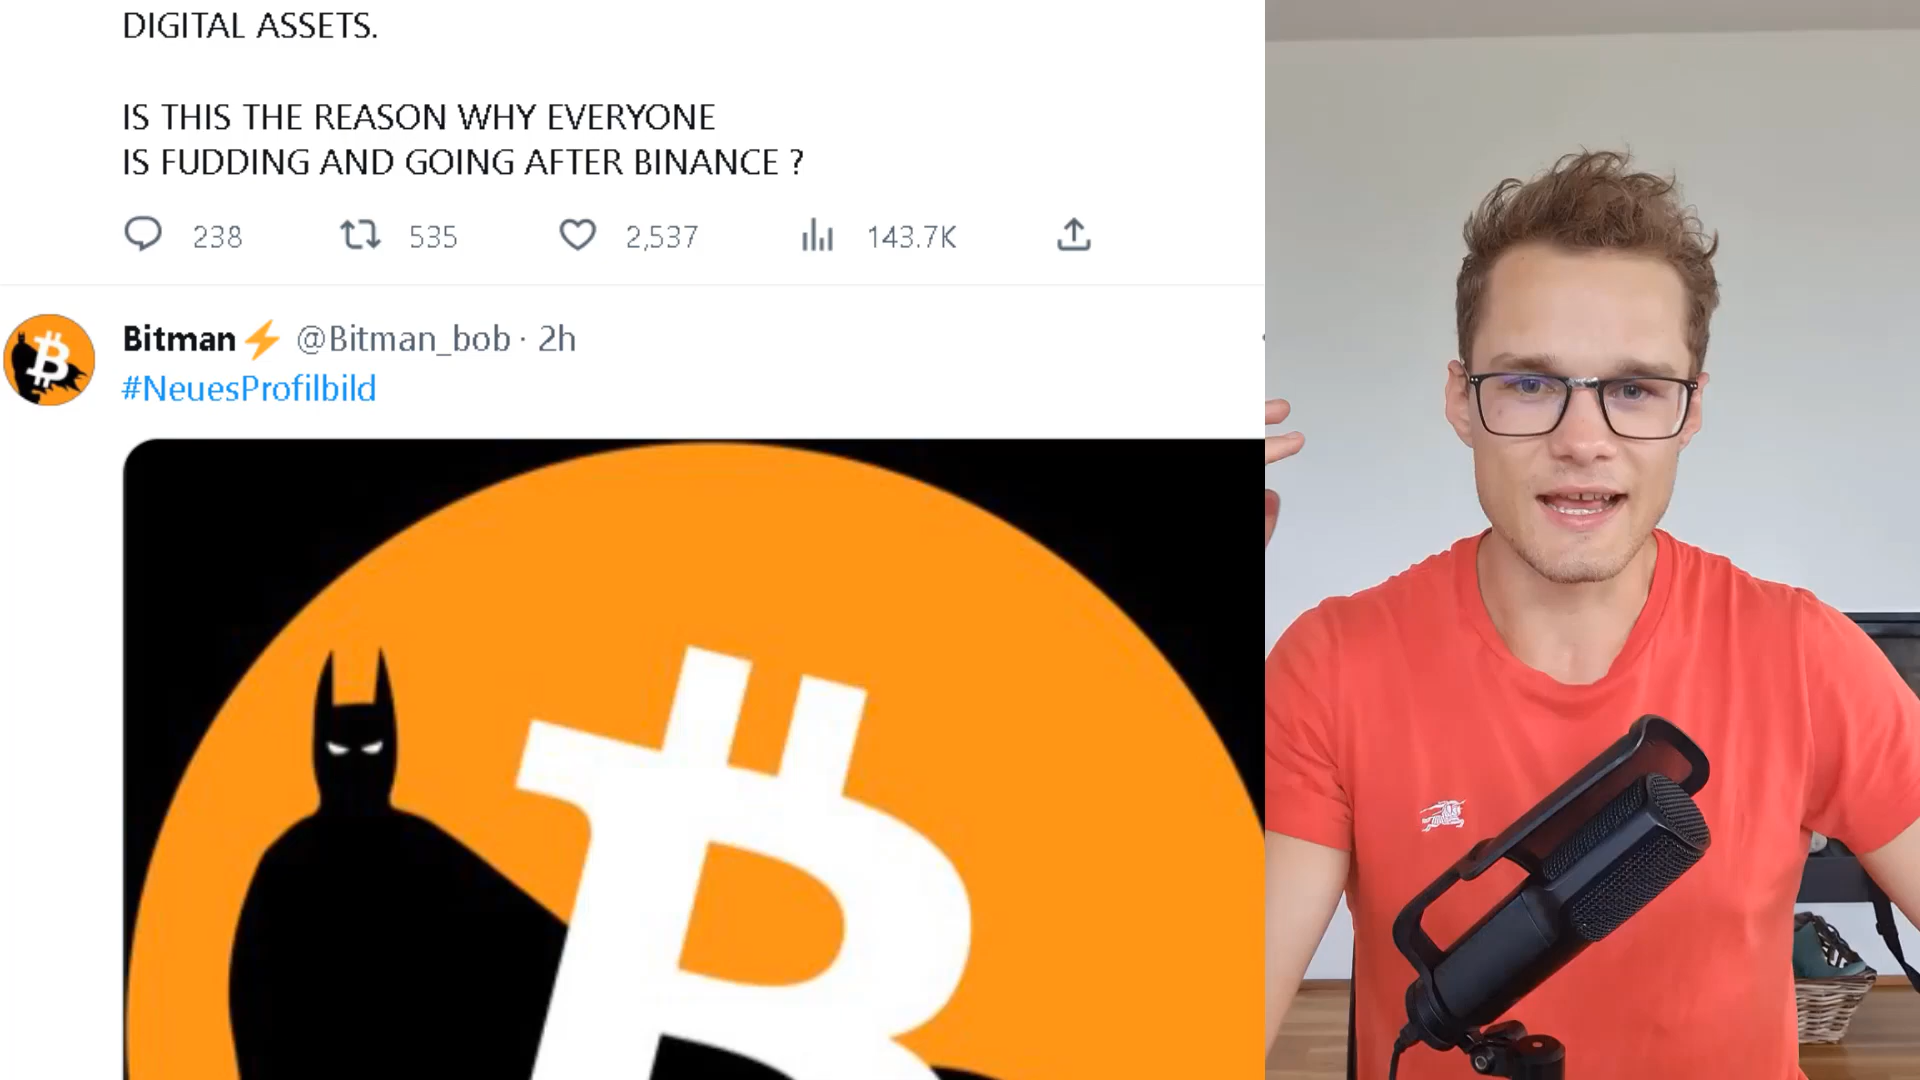 DIGITAL ASSETS.
IS THIS THE REASON WHY EVERYONE
IS FUDDING AND GOING AFTER BINANCE ?
238 535 2,537 143.7K
Bitman⚡ @Bitman_bob · 2h
#NeuesProfilbild